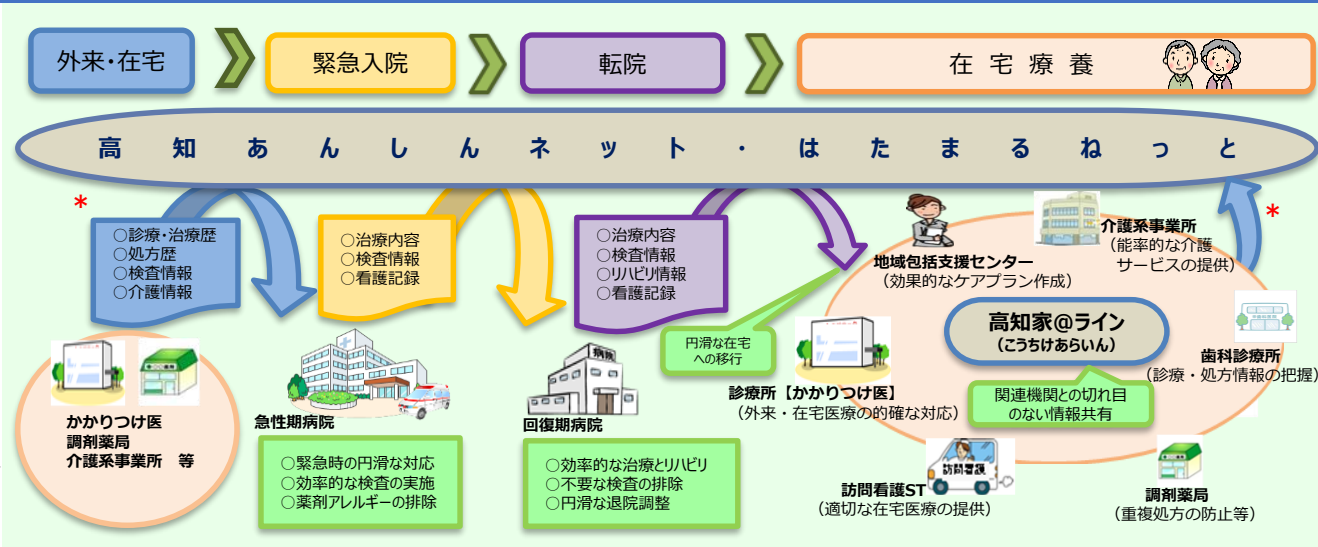 外来・在宅
緊急入院
転院
在宅療養
高知あんしんネット・はたまるねっと
*
○診療・治療歴
○処方歴
○検査情報
○介護情報
○治療内容
○検査情報
○看護記録
○治療内容
○検査情報
○リハビリ情報
○看護記録
*
かかりつけ医
調剤薬局
介護系事業所　等
急性期病院
○緊急時の円滑な対応
○効率的な検査の実施
○薬剤アレルギーの排除
病院
回復期病院
○効率的な治療とリハビリ
○不要な検査の排除
○円滑な退院調整
円滑な在宅
への移行
地域包括支援センター
（効果的なケアプラン作成）
介護系事業所
（能率的な介護
サービスの提供）
高知家@ライン
（こうちけあらいん）
関連機関との切れ目
のない情報共有
歯科診療所
（診療・処方情報の把握）
診療所【かかりつけ医】
（外来・在宅医療の的確な対応）
訪問看護
訪問看護ST
（適切な在宅医療の提供）
調剤薬局
（重複処方の防止等）